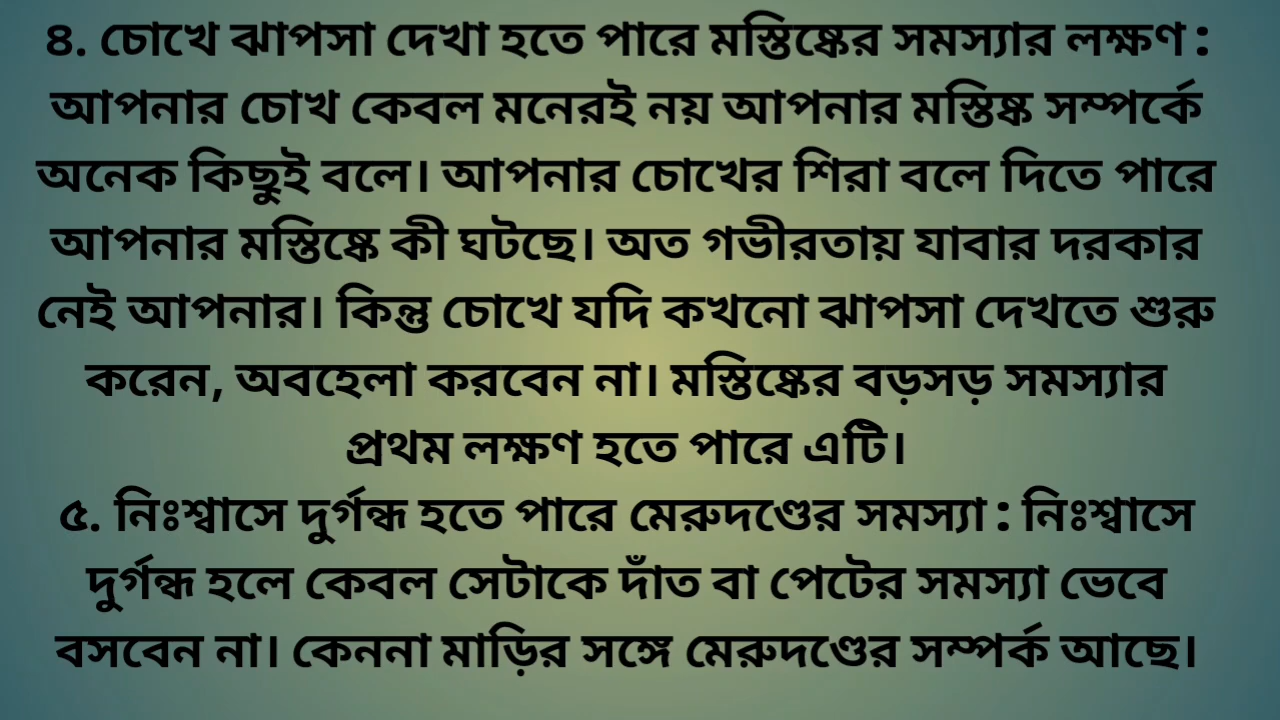 ৪. চোখে ঝাপসা দেখা হতে পারে মস্তিষ্কের সমস্যার লক্ষণ :
আপনার চোখ কেবল মনেরই নয় আপনার মস্তিষ্ক সম্পর্কে
অনেক কিছুই বলে। আপনার চোখের শিরা বলে দিতে পারে
আপনার মস্তিষ্কে কী ঘটছে। অত গভীরতায় যাবার দরকার
নেই আপনার। কিন্তু চোখে যদি কখনো ঝাপসা দেখতে শুরু
করেন, অবহেলা করবেন না। মস্তিষ্কের বড়সড় সমস্যার
প্রথম লক্ষণ হতে পারে এটি।
৫. নিঃশ্বাসে দুর্গন্ধ হতে পারে মেরুদণ্ডের সমস্যা : নিঃশ্বাসে
দুর্গন্ধ হলে কেবল সেটাকে দাঁত বা পেটের সমস্যা ভেবে
বসবেন না। কেননা মাড়ির সঙ্গে মেরুদণ্ডের সম্পর্ক আছে।